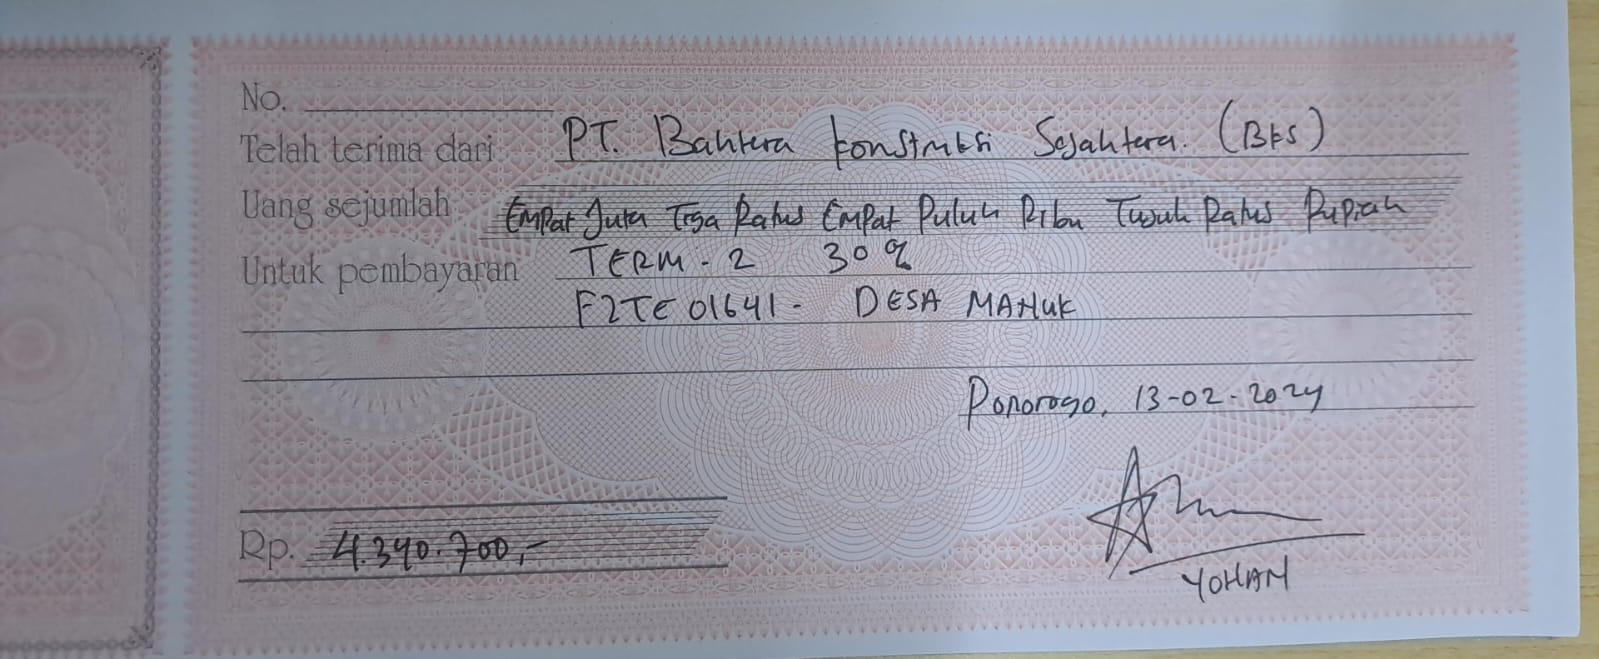 No.
Telah terima dari PT. Bahtera Konstruksi Sejahtera. (BKS)
Uang sejumlah Empat Juta Tiga Ratus Empat Puluh Ribu Tujuh Ratus Rupiah
Untuk pembayaran TERM - 2 30%
F2TE01641 - DESA MANUK
Ponorogo, 13-02-2024
Rp. 4.340.700,-
YOHAN